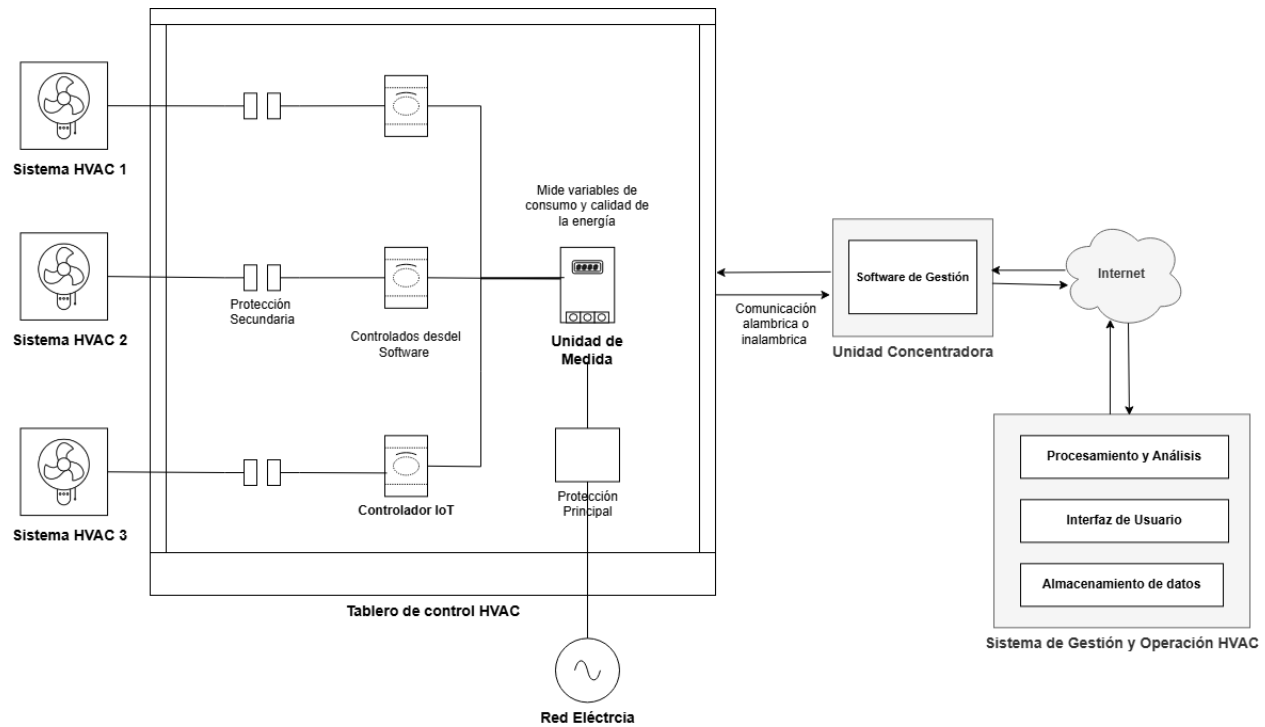 Sistema HVAC 1
Mide variables de
consumo y calidad de
la energía
Sistema HVAC 2
Protección
Secundaria
Controlados desdel
Software
Unidad de
Medida
Comunicación
alambrica o
inalambrica
Software de Gestión
Unidad Concentradora
Internet
Sistema HVAC 3
Controlador IoT
Protección
Principal
Procesamiento y Análisis
Interfaz de Usuario
Almacenamiento de datos
Sistema de Gestión y Operación HVAC
Tablero de control HVAC
Red Eléctrcia